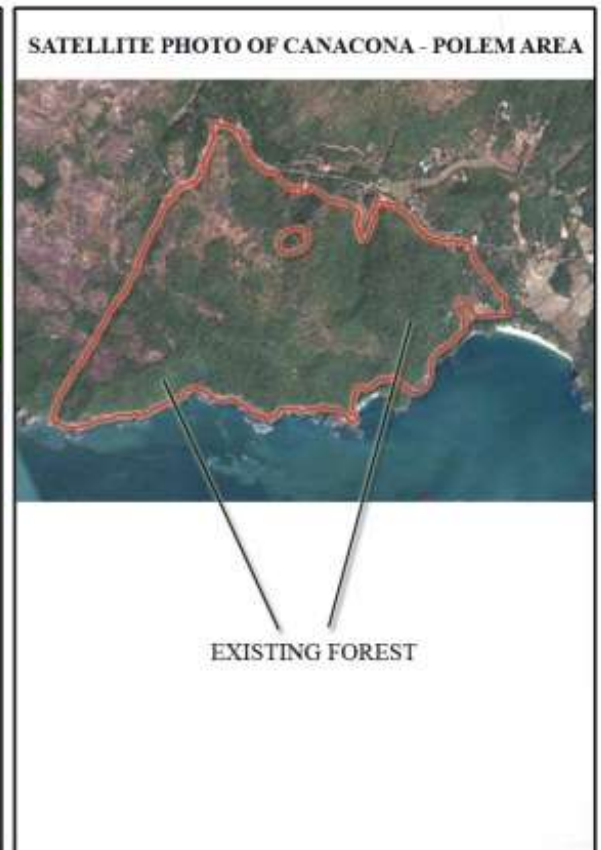 SATELLITE PHOTO OF CANACONA - POLEM AREA
EXISTING FOREST